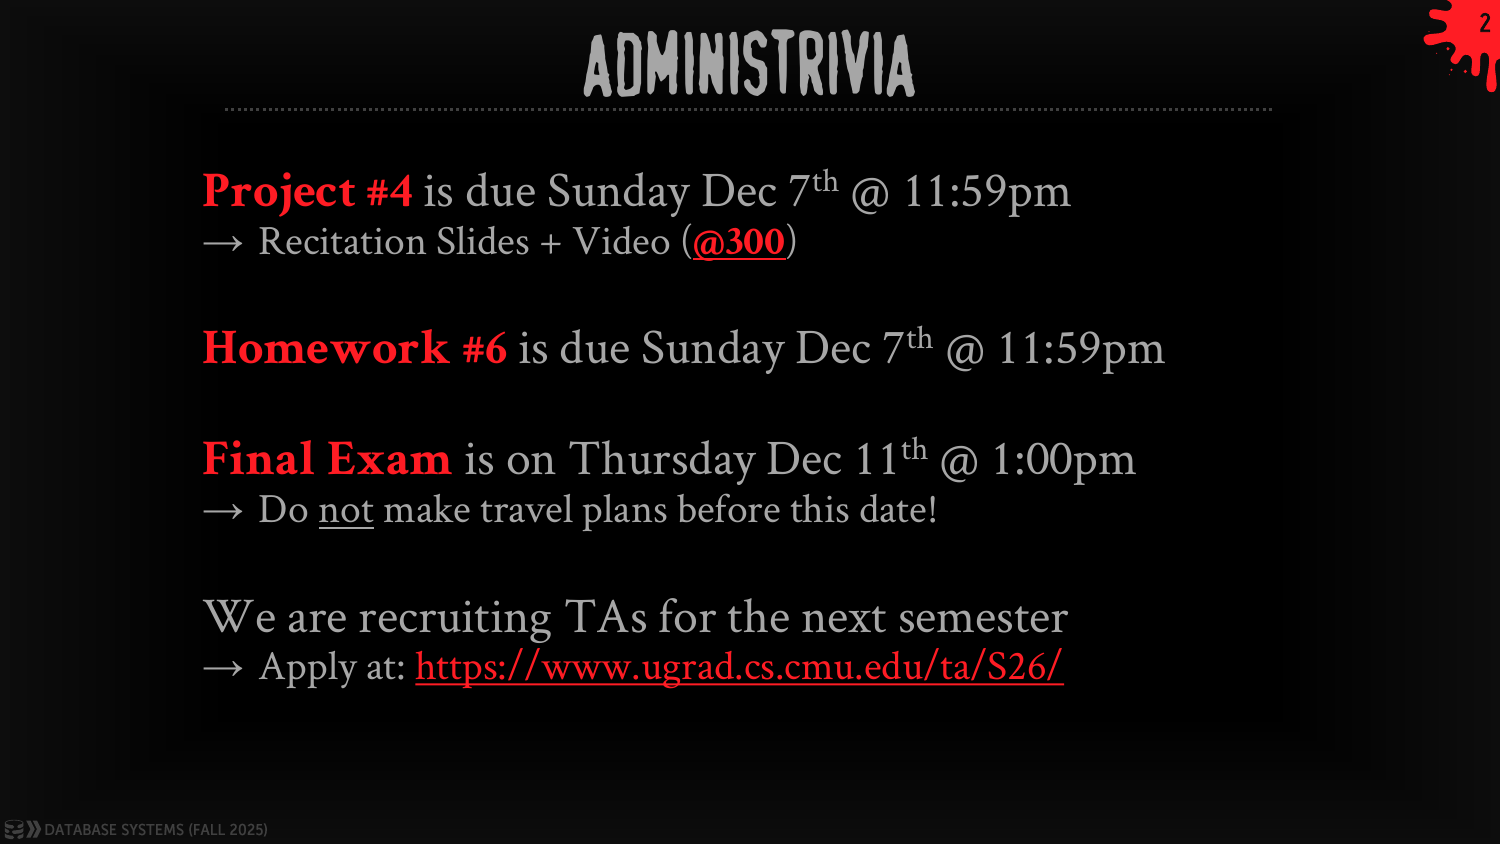 2
ADMINISTRIVIA
Project #4 is due Sunday Dec 7th @ 11:59pm
→ Recitation Slides + Video (@300)
Homework #6 is due Sunday Dec 7th @ 11:59pm
Final Exam is on Thursday Dec 11th @ 1:00pm
→ Do not make travel plans before this date!
We are recruiting TAs for the next semester
→ Apply at: https://www.ugrad.cs.cmu.edu/ta/S26/
DATABASE SYSTEMS (FALL 2025)